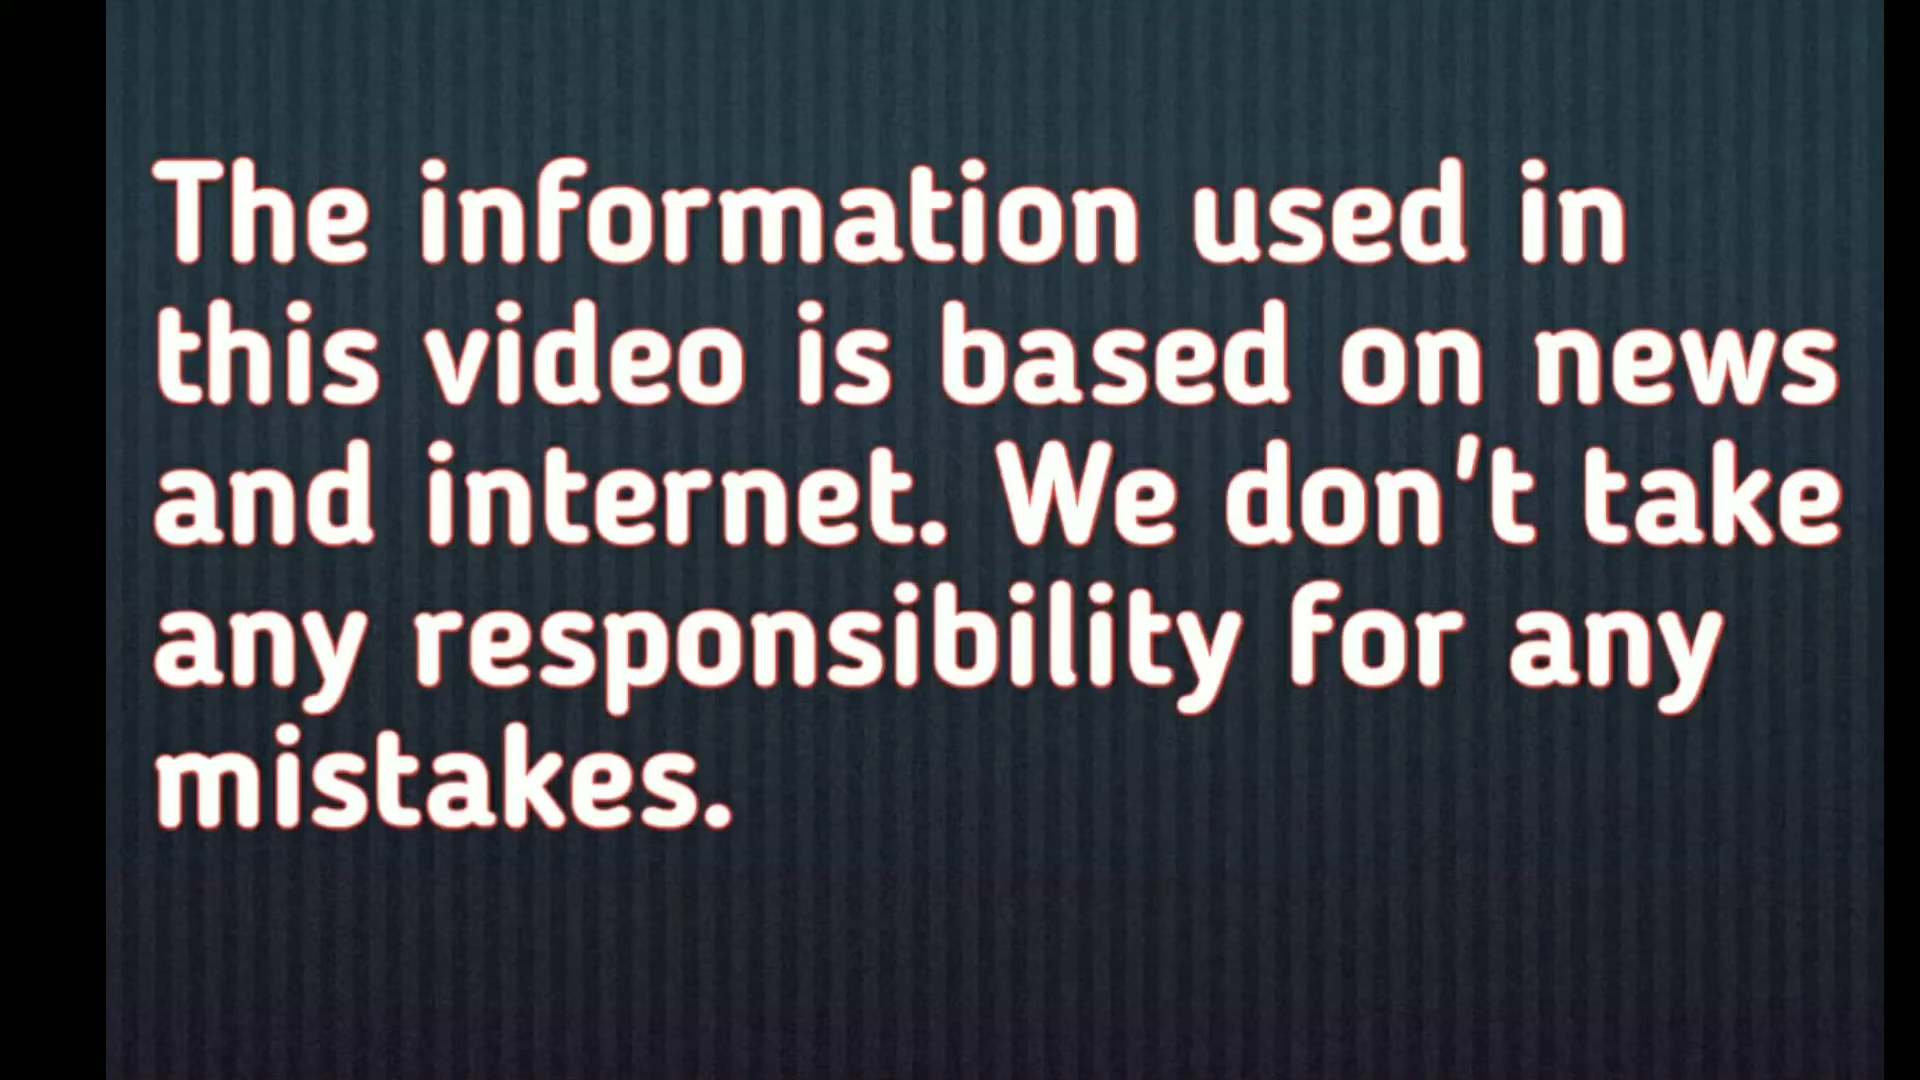 The information used in
this video is based on news
and internet. We don't take
any responsibility for any
mistakes.